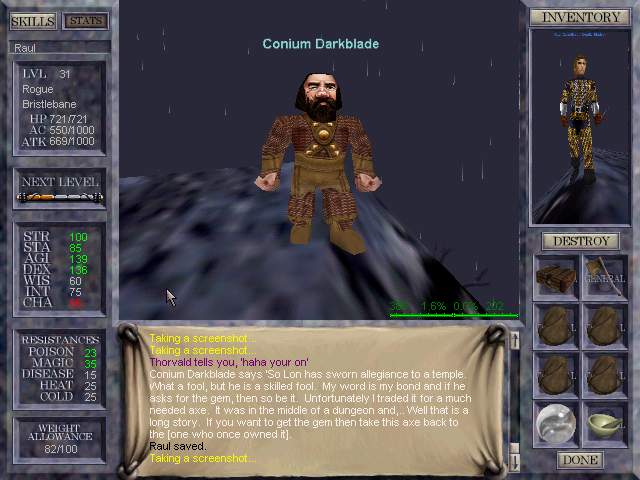 SKILLS STATS
Raul
LVL 31
Rogue
Bristlebane
HP 721/721
AC 550/1000
ATK 669/1000
NEXT LEVEL
STR 100
STA 85
AGI 139
DEX 136
WIS 60
INT 75
CHA
RESISTANCES
POISON 23
MAGIC 35
DISEASE 15
HEAT 25
COLD 25
WEIGHT
ALLOWANCE
82/100
Conium Darkblade
1.6%
Taking a screenshot...
Taking a screenshot...
Thorvald tells you, 'haha your on'
Conium Darkblade says 'So Lon has sworn allegiance to a temple.
What a fool, but he is a skilled fool. My word is my bond and if he
asks for the gem, then so be it. Unfortunately I traded it for a much
needed axe. It was in the middle of a dungeon and,.. Well that is a
long story. If you want to get the gem then take this axe back to
the [one who once owned it].
Raul saved.
Taking a screenshot...
INVENTORY
DESTROY
GENERAL
L
L
L
L
DONE